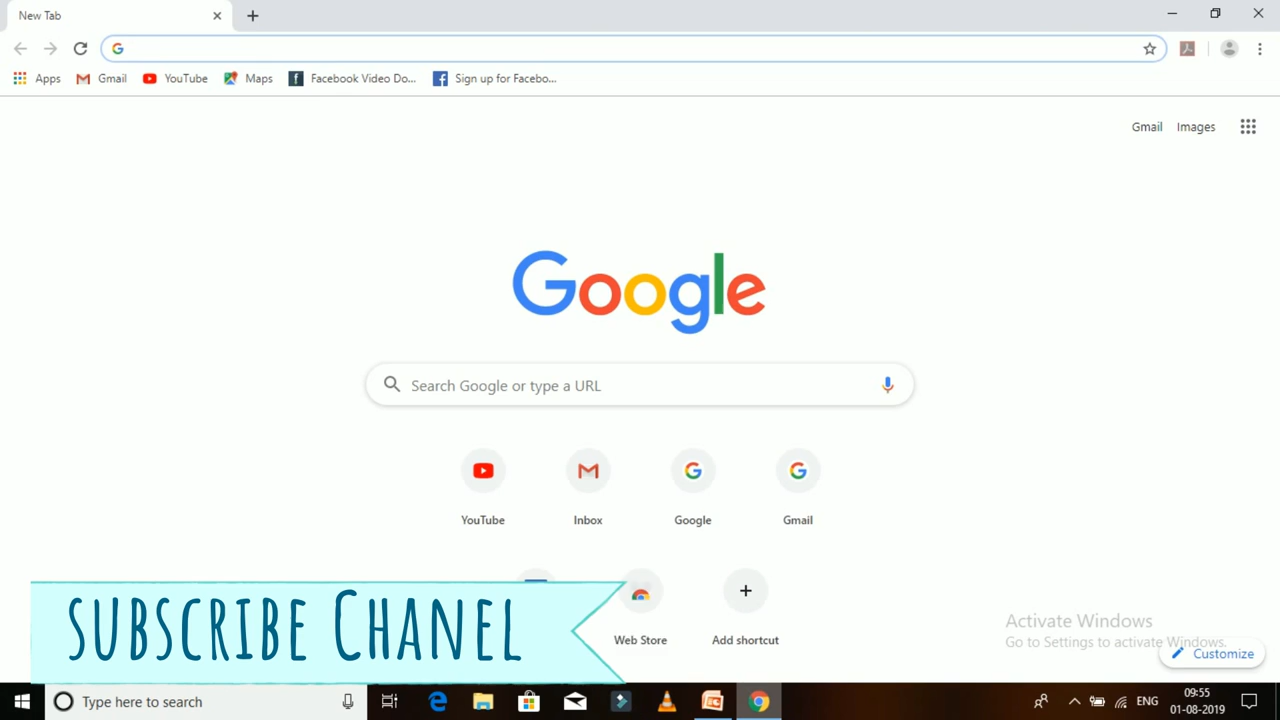 New Tab
Apps Gmail YouTube Maps Facebook Video Do... Sign up for Facebo...
Gmail Images
Google
Search Google or type a URL
YouTube Inbox Google Gmail
Web Store Add shortcut
SUBSCRIBE CHANEL
Activate Windows
Go to Settings to activate Windows.
Customize
Type here to search
ENG
09:55
01-08-2019